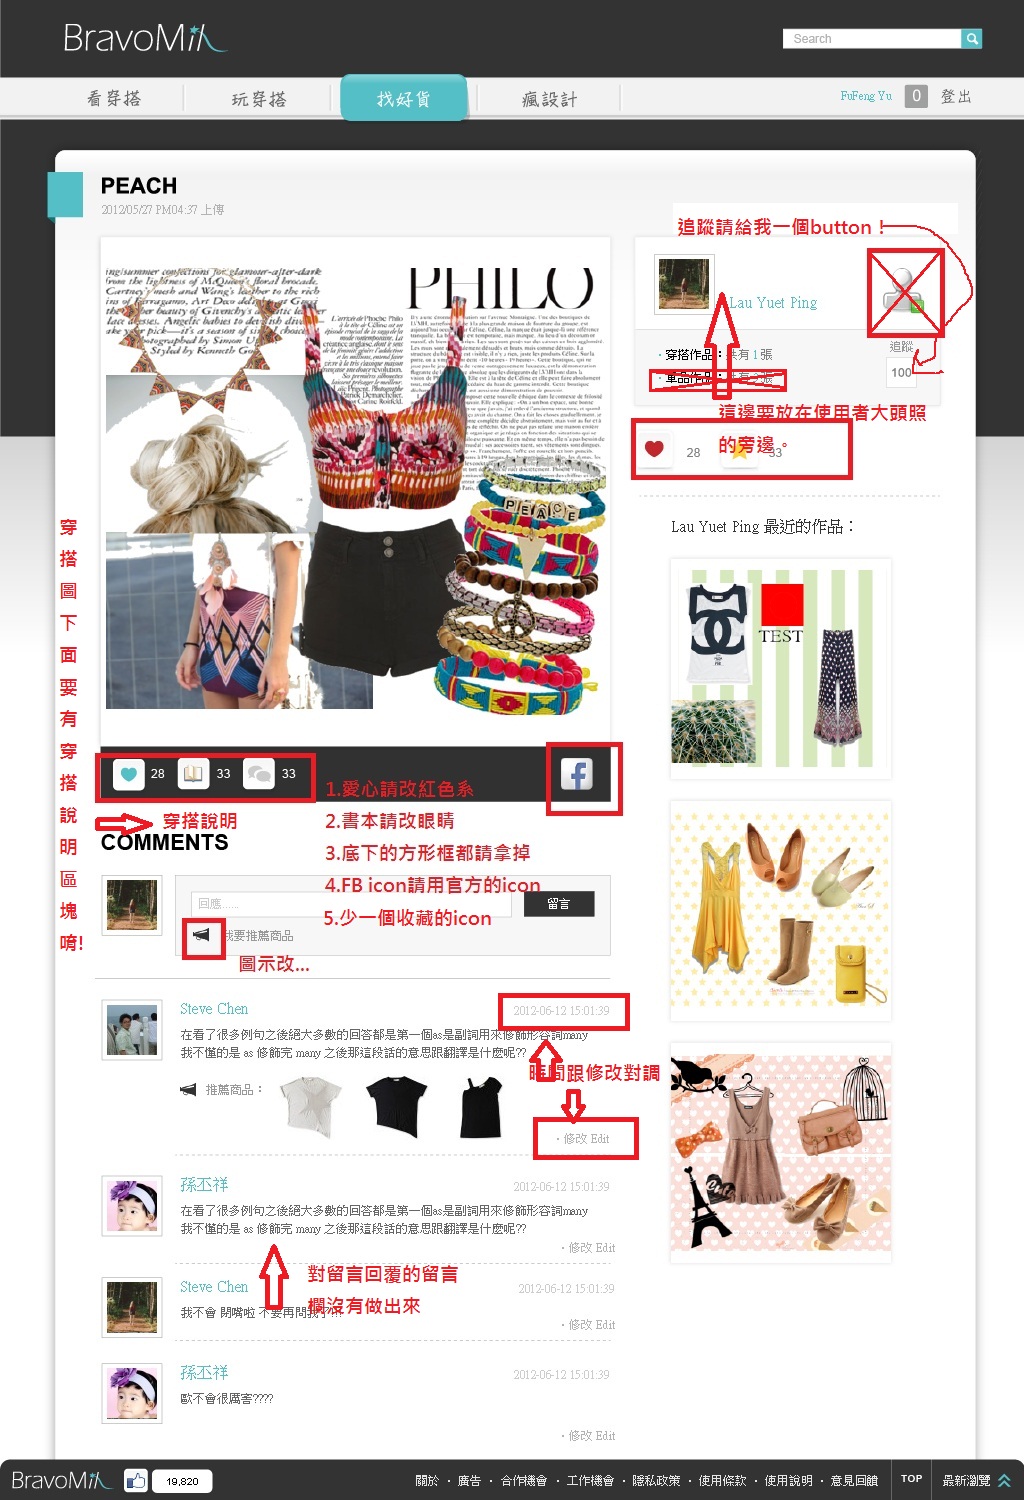 BravoMik
Search
看穿搭
玩穿搭
找好貨
瘋設計
FuFeng Yu
0
登出
PEACH
2012/05/27 PM04:37 上傳
追蹤請給我一個button！
Lau Yuet Ping
追蹤
100
・穿搭作品：共有 1 張
・單品作品：共有 2 張
這邊要放在使用者大頭照
的旁邊。
28
33
PHILO
PEACE
Lau Yuet Ping 最近的作品：
TEST
穿搭圖下面要有穿搭說明區塊唷!
28
33
33
1.愛心請改紅色系
2.書本請改眼睛
3.底下的方形框都請拿掉
4.FB icon請用官方的icon
5.少一個收藏的icon
穿搭說明
COMMENTS
回應......
留言
我要推薦商品
圖示改...
Steve Chen
2012-06-12 15:01:39
在看了很多例句之後絕大多數的回答都是第一個as是副詞用來修飾形容詞many
我不懂的是 as 修飾完 many 之後那這段話的意思跟翻譯是什麼呢??
時間跟修改對調
推薦商品：
・修改 Edit
孫丕祥
2012-06-12 15:01:39
在看了很多例句之後絕大多數的回答都是第一個as是副詞用來修飾形容詞many
我不懂的是 as 修飾完 many 之後那這段話的意思跟翻譯是什麼呢??
・修改 Edit
對留言回覆的留言
欄沒有做出來
Steve Chen
2012-06-12 15:01:39
我不會 閉嘴啦 不要再問我了!!!
・修改 Edit
孫丕祥
2012-06-12 15:01:39
歐不會很厲害????
・修改 Edit
BravoMik
19,820
關於・廣告・合作機會・工作機會・隱私政策・使用條款・使用說明・意見回饋
TOP
最新瀏覽